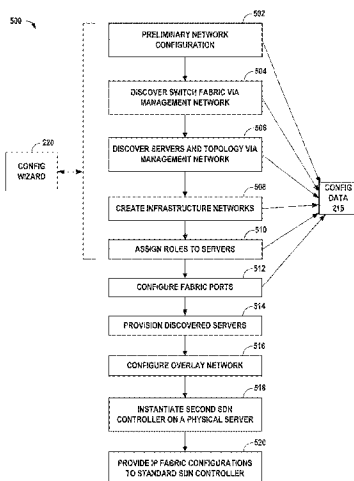 500
502
PRELIMINARY NETWORK
CONFIGURATION
504
DISCOVER SWITCH FABRIC VIA
MANAGEMENT NETWORK
506
DISCOVER SERVERS AND TOPOLOGY VIA
MANAGEMENT NETWORK
220
CONFIG
WIZARD
508
CREATE INFRASTRUCTURE NETWORKS
CONFIG
DATA
215
510
ASSIGN ROLES TO SERVERS
512
CONFIGURE FABRIC PORTS
514
PROVISION DISCOVERED SERVERS
516
CONFIGURE OVERLAY NETWORK
518
INSTANTIATE SECOND SDN
CONTROLLER ON A PHYSICAL SERVER
520
PROVIDE IP FABRIC CONFIGURATIONS
TO STANDARD SDN CONTROLLER